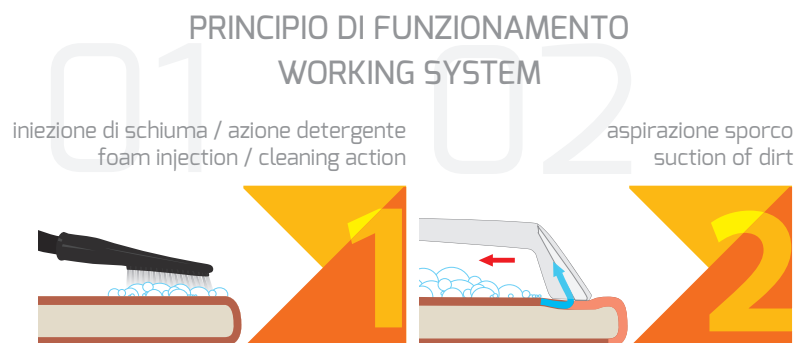 PRINCIPIO DI FUNZIONAMENTO
WORKING SYSTEM
01
iniezione di schiuma / azione detergente
foam injection / cleaning action
1
02
aspirazione sporco
suction of dirt
2